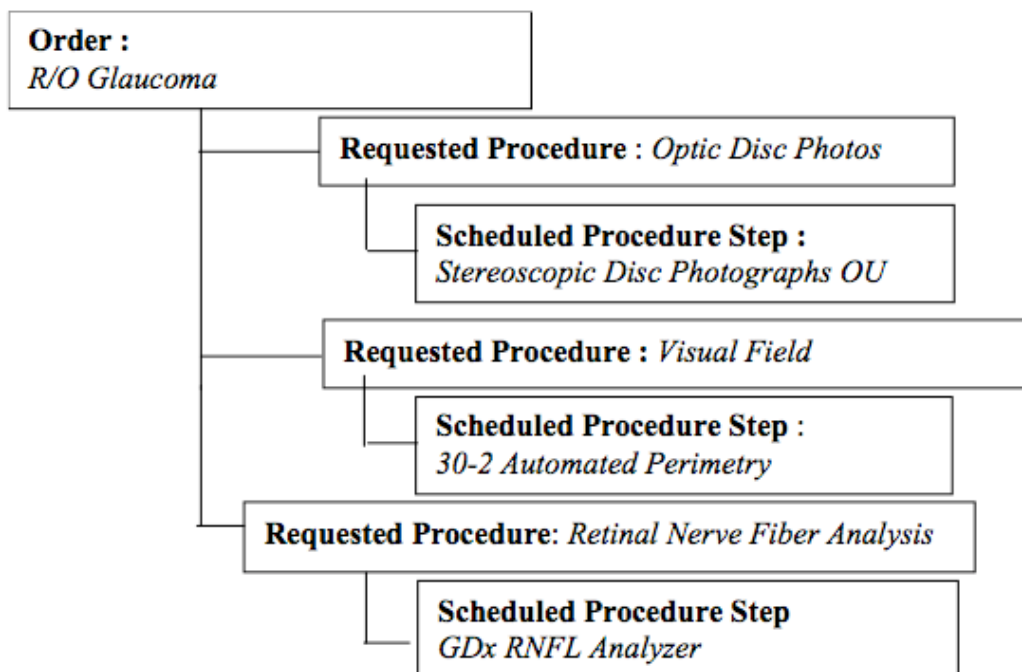 Order :
R/O Glaucoma
Requested Procedure : Optic Disc Photos
Scheduled Procedure Step :
Stereoscopic Disc Photographs OU
Requested Procedure : Visual Field
Scheduled Procedure Step :
30-2 Automated Perimetry
Requested Procedure: Retinal Nerve Fiber Analysis
Scheduled Procedure Step
GDx RNFL Analyzer